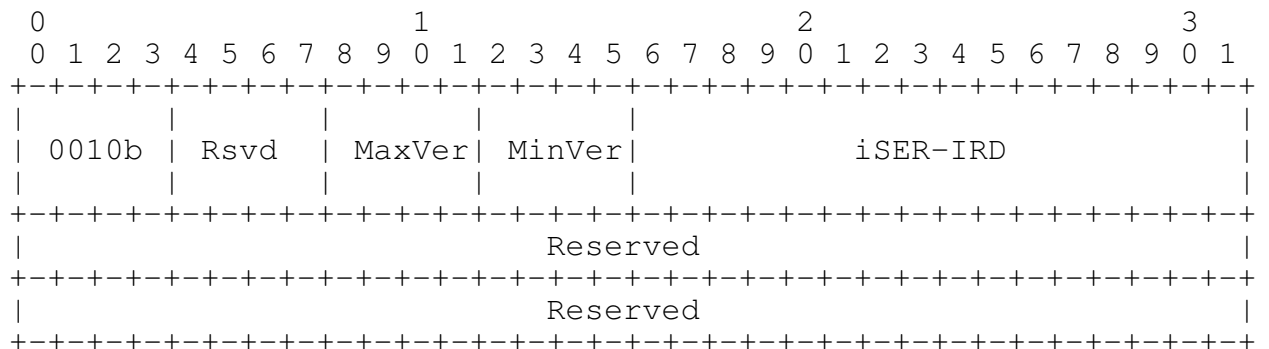 0                   1                   2                   3
 0 1 2 3 4 5 6 7 8 9 0 1 2 3 4 5 6 7 8 9 0 1 2 3 4 5 6 7 8 9 0 1
+-+-+-+-+-+-+-+-+-+-+-+-+-+-+-+-+-+-+-+-+-+-+-+-+-+-+-+-+-+-+-+-+
|       |       |       |       |                               |
| 0010b | Rsvd  | MaxVer| MinVer|           iSER-IRD            |
|       |       |       |       |                               |
+-+-+-+-+-+-+-+-+-+-+-+-+-+-+-+-+-+-+-+-+-+-+-+-+-+-+-+-+-+-+-+-+
|                           Reserved                            |
+-+-+-+-+-+-+-+-+-+-+-+-+-+-+-+-+-+-+-+-+-+-+-+-+-+-+-+-+-+-+-+-+
|                           Reserved                            |
+-+-+-+-+-+-+-+-+-+-+-+-+-+-+-+-+-+-+-+-+-+-+-+-+-+-+-+-+-+-+-+-+